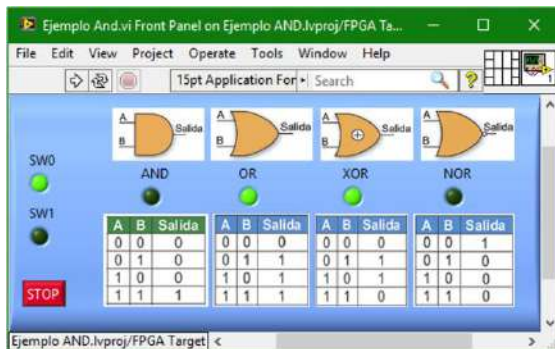 Ejemplo And.vi Front Panel on Ejemplo AND.lvproj/FPGA Ta...
File Edit View Project Operate Tools Window Help
15pt Application For Search
1
A B Salida
A B Salida
A B Salida
A B Salida
SW0
AND OR XOR NOR
SW1
A B Salida A B Salida A B Salida A B Salida
0 0 0 0 0 0 0 0 0 0 0 1
0 1 0 0 1 1 0 1 1 0 1 0
1 0 0 1 0 1 1 0 1 1 0 0
1 1 1 1 1 1 1 1 0 1 1 0
STOP
Ejemplo AND.lvproj/FPGA Target